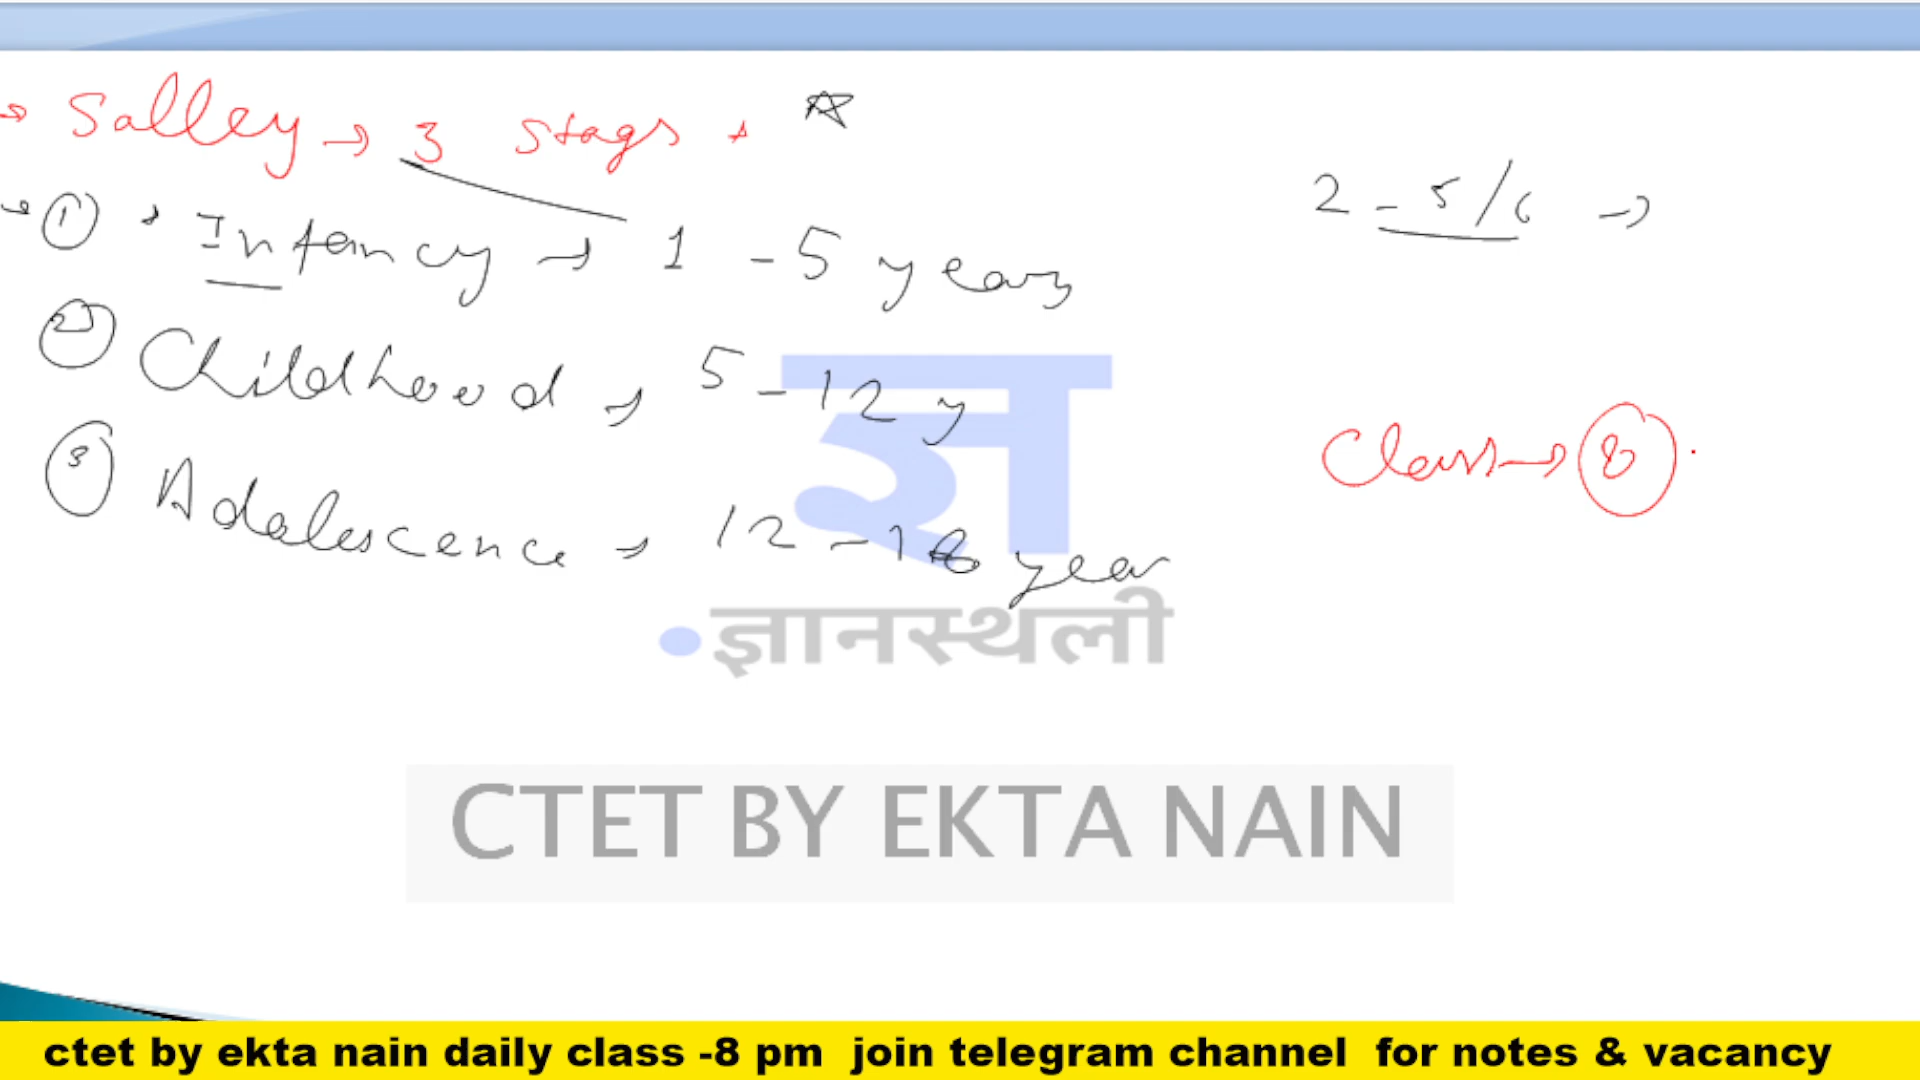 → Salley → 3 stags
→ ① Infancy → 1 - 5 years
② Childhood → 5 - 12 y
③ Adolescence → 12 - 18 year
2 - 5/6 →
Class → 8
ज्ञ
ज्ञानस्थली
CTET BY EKTA NAIN
ctet by ekta nain daily class -8 pm join telegram channel for notes & vacancy